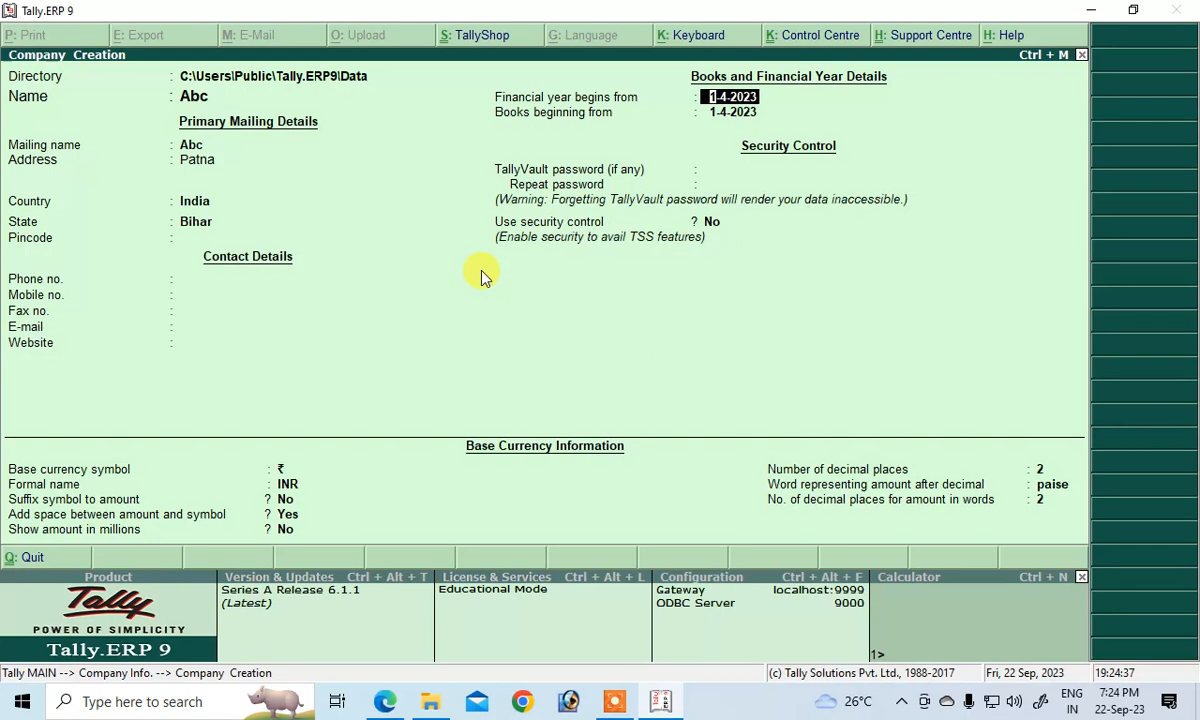 Tally.ERP 9
P: Print E: Export M: E-Mail O: Upload S: TallyShop G: Language K: Keyboard K: Control Centre H: Support Centre H: Help
Company Creation Ctrl + M
Directory : C:\Users\Public\Tally.ERP9\Data
Name : Abc
Primary Mailing Details
Mailing name : Abc
Address : Patna
Country : India
State : Bihar
Pincode :
Contact Details
Phone no. :
Mobile no. :
Fax no. :
E-mail :
Website :
Books and Financial Year Details
Financial year begins from : 1-4-2023
Books beginning from : 1-4-2023
Security Control
TallyVault password (if any) :
Repeat password :
(Warning: Forgetting TallyVault password will render your data inaccessible.)
Use security control ? No
(Enable security to avail TSS features)
Base Currency Information
Base currency symbol : ₹
Formal name : INR
Suffix symbol to amount ? No
Add space between amount and symbol ? Yes
Show amount in millions ? No
Number of decimal places : 2
Word representing amount after decimal : paise
No. of decimal places for amount in words : 2
Q: Quit
Product
Tally
POWER OF SIMPLICITY
Tally.ERP 9
Version & Updates Ctrl + Alt + T
Series A Release 6.1.1
(Latest)
License & Services Ctrl + Alt + L
Educational Mode
Configuration Ctrl + Alt + F
Gateway localhost:9999
ODBC Server 9000
Calculator Ctrl + N
1>
Tally MAIN --> Company Info. --> Company Creation (c) Tally Solutions Pvt. Ltd., 1988-2017 Fri, 22 Sep, 2023 19:24:37
Type here to search
26°C
ENG
IN
7:24 PM
22-Sep-23